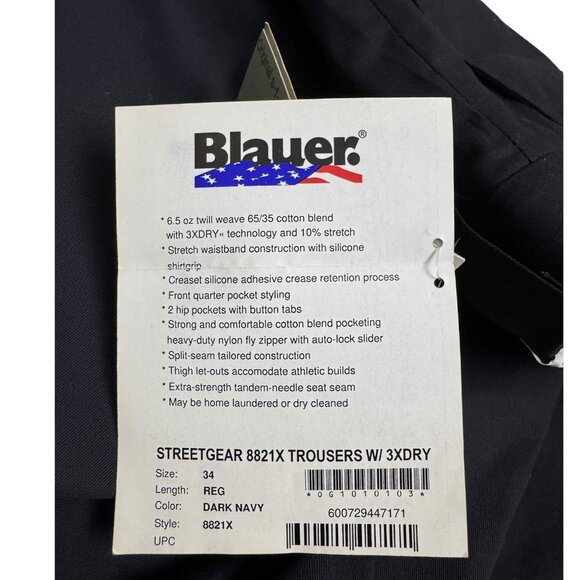 Original S.
Blauer.®
* 6.5 oz twill weave 65/35 cotton blend
with 3XDRY« technology and 10% stretch
* Stretch waistband construction with silicone
shirtgrip
* Creaset silicone adhesive crease retention process
* Front quarter pocket styling
* 2 hip pockets with button tabs
* Strong and comfortable cotton blend pocketing
heavy-duty nylon fly zipper with auto-lock slider
* Split-seam tailored construction
* Thigh let-outs accomodate athletic builds
* Extra-strength tandem-needle seat seam
* May be home laundered or dry cleaned
STREETGEAR 8821X TROUSERS W/ 3XDRY
Size: 34
Length: REG
Color: DARK NAVY
Style: 8821X
UPC
*0G1010103*
600729447171